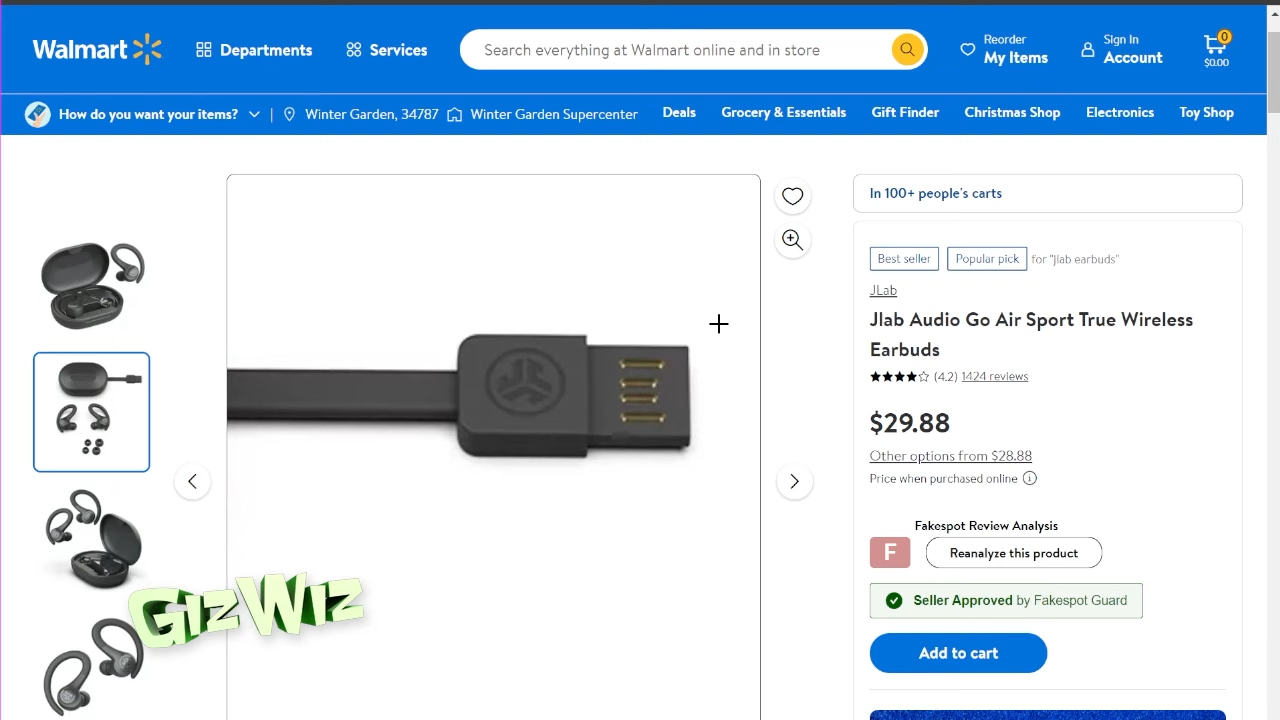 Walmart
Departments
Services
Search everything at Walmart online and in store
Reorder
My Items
Sign In
Account
0
$0.00
How do you want your items?
Winter Garden, 34787
Winter Garden Supercenter
Deals
Grocery & Essentials
Gift Finder
Christmas Shop
Electronics
Toy Shop
In 100+ people's carts
Best seller
Popular pick
for "jlab earbuds"
JLab
Jlab Audio Go Air Sport True Wireless
Earbuds
(4.2) 1424 reviews
$29.88
Other options from $28.88
Price when purchased online
Fakespot Review Analysis
F
Reanalyze this product
Seller Approved by Fakespot Guard
Add to cart
GizWiz